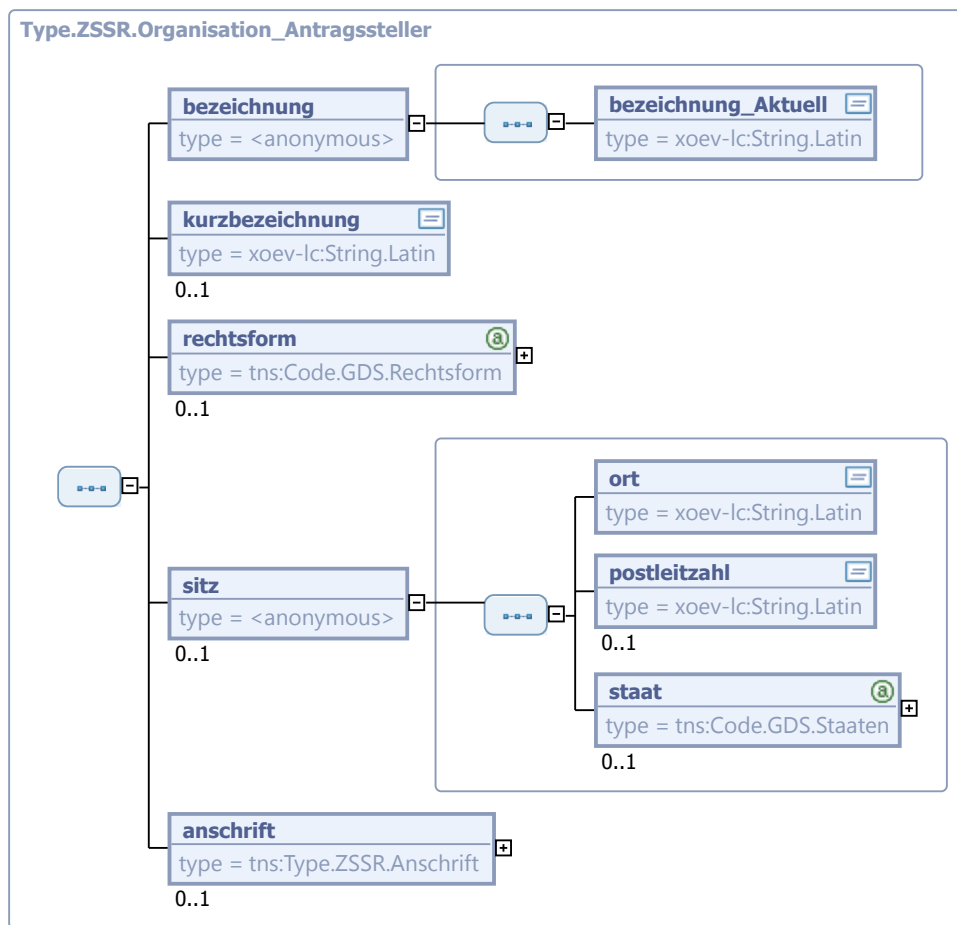 Type.ZSSR.Organisation_Antragssteller
bezeichnung
type = <anonymous>
bezeichnung_Aktuell
type = xoev-lc:String.Latin
kurzbezeichnung
type = xoev-lc:String.Latin
0..1
rechtsform
type = tns:Code.GDS.Rechtsform
0..1
sitz
type = <anonymous>
0..1
ort
type = xoev-lc:String.Latin
postleitzahl
type = xoev-lc:String.Latin
0..1
staat
type = tns:Code.GDS.Staaten
0..1
anschrift
type = tns:Type.ZSSR.Anschrift
0..1